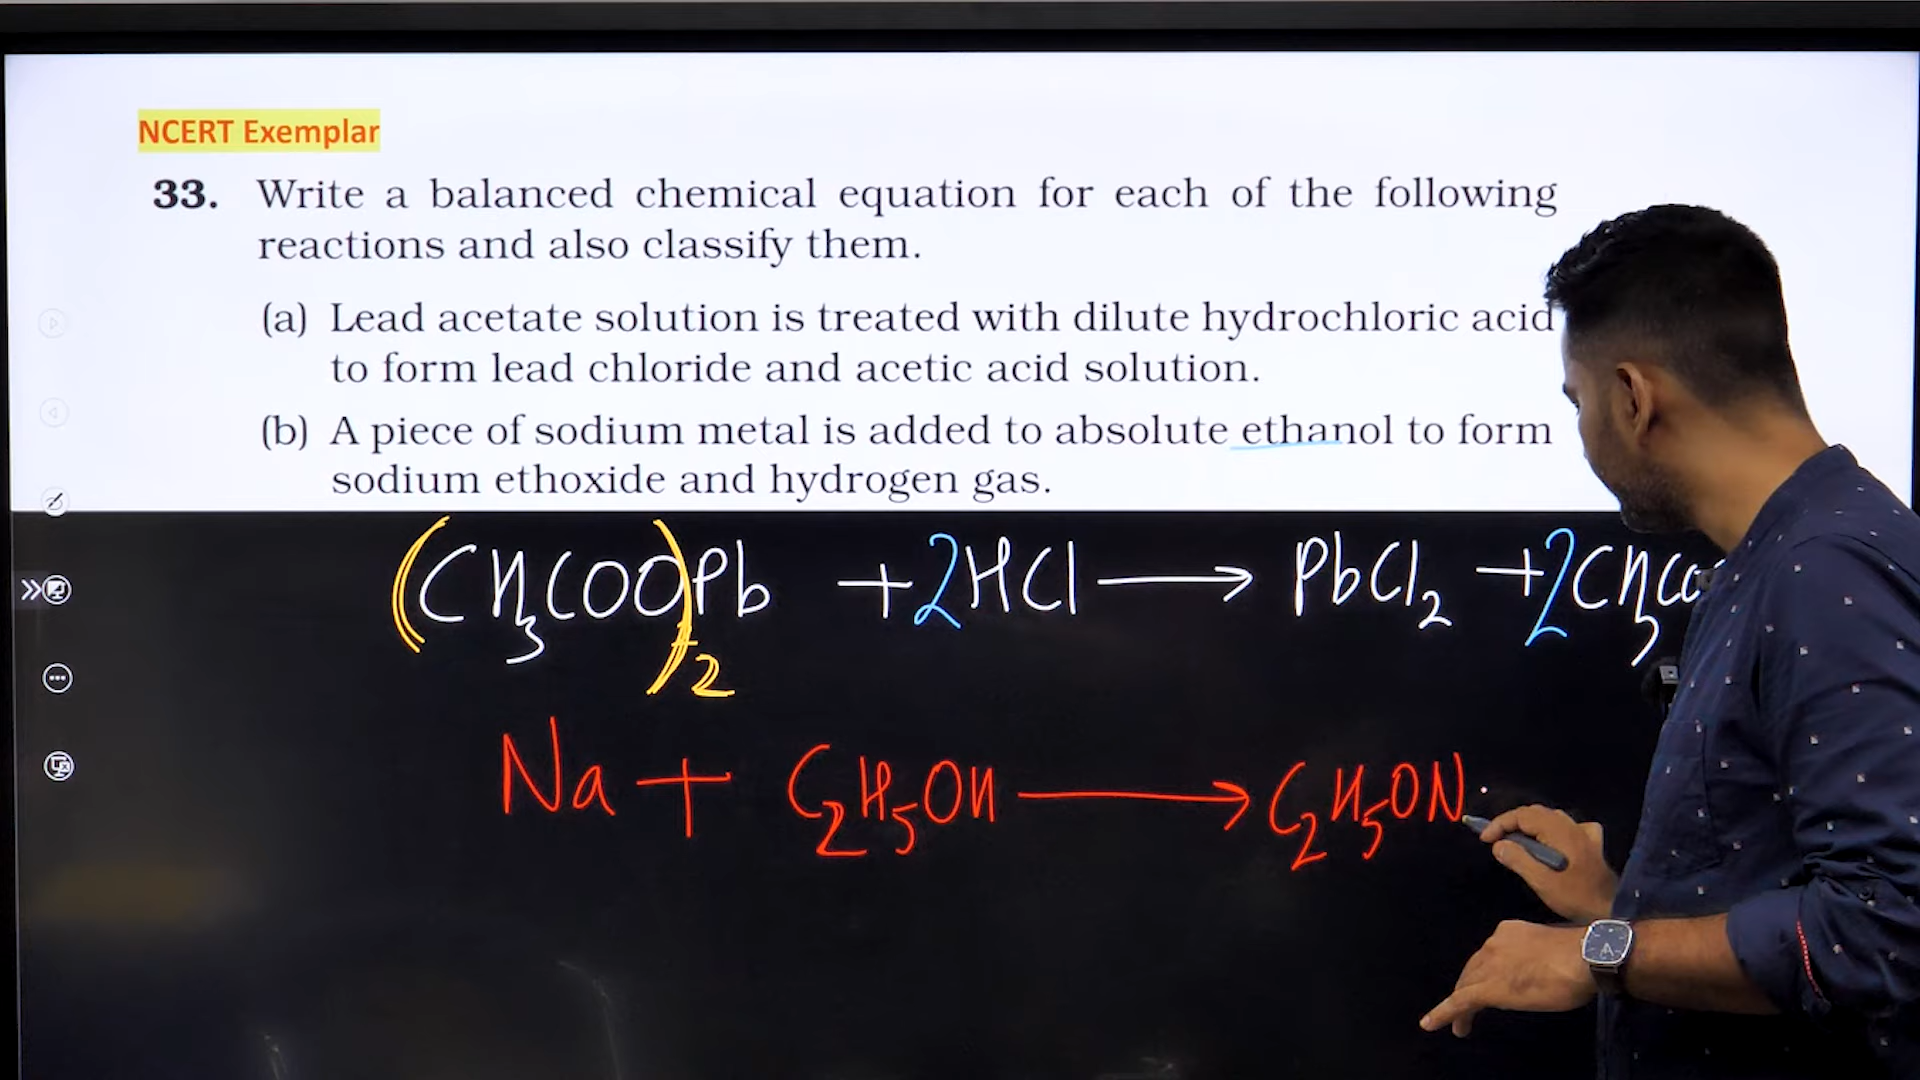 NCERT Exemplar
33. Write a balanced chemical equation for each of the following
reactions and also classify them.
(a) Lead acetate solution is treated with dilute hydrochloric acid
to form lead chloride and acetic acid solution.
(b) A piece of sodium metal is added to absolute ethanol to form
sodium ethoxide and hydrogen gas.
(CH₃COO)₂Pb + 2HCl ⟶ PbCl₂ + 2CH₃CO
Na + C₂H₅OH ⟶ C₂H₅ON